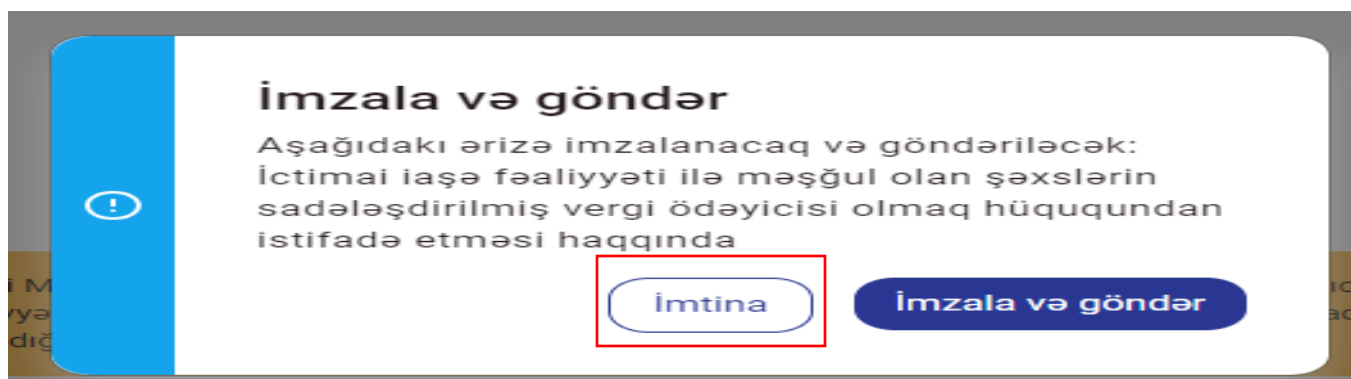 İmzala və göndər
Aşağıdakı ərizə imzalanacaq və göndəriləcək:
İctimai iaşə fəaliyyəti ilə məşğul olan şəxslərin
sadələşdirilmiş vergi ödəyicisi olmaq hüququndan
istifadə etməsi haqqında
İmtina
İmzala və göndər